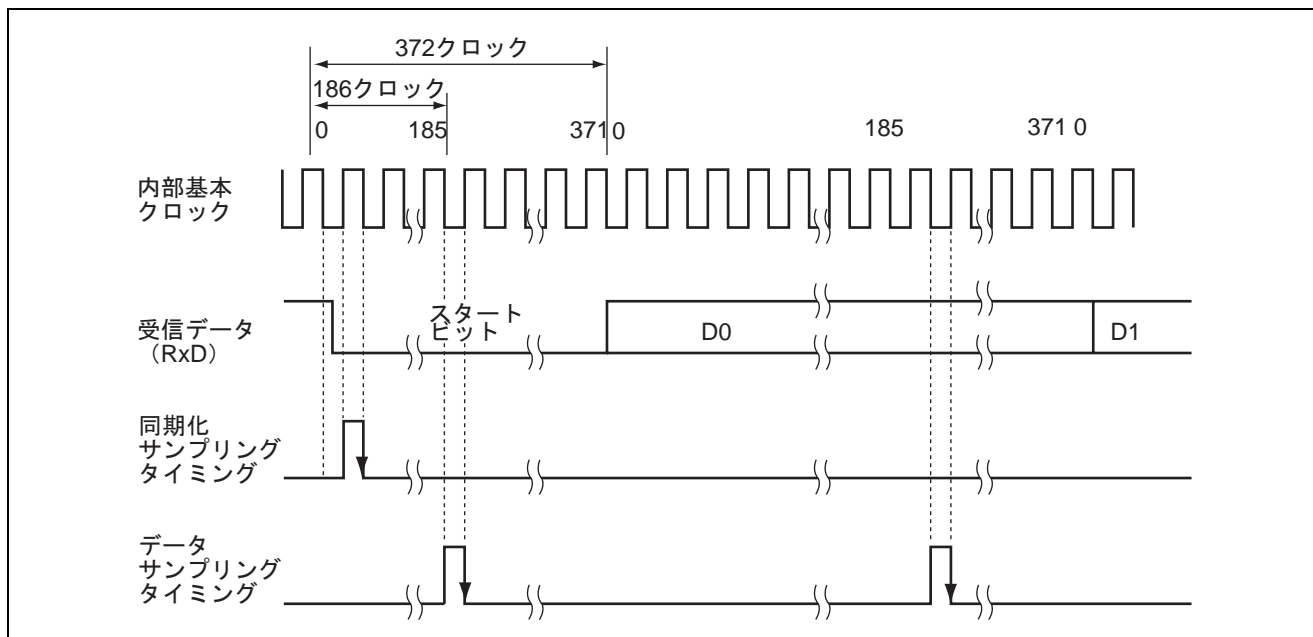 372クロック
186クロック
0 185 371 0 185 371 0
内部基本
クロック
受信データ
（RxD）
スタート
ビット
D0
D1
同期化
サンプリング
タイミング
データ
サンプリング
タイミング